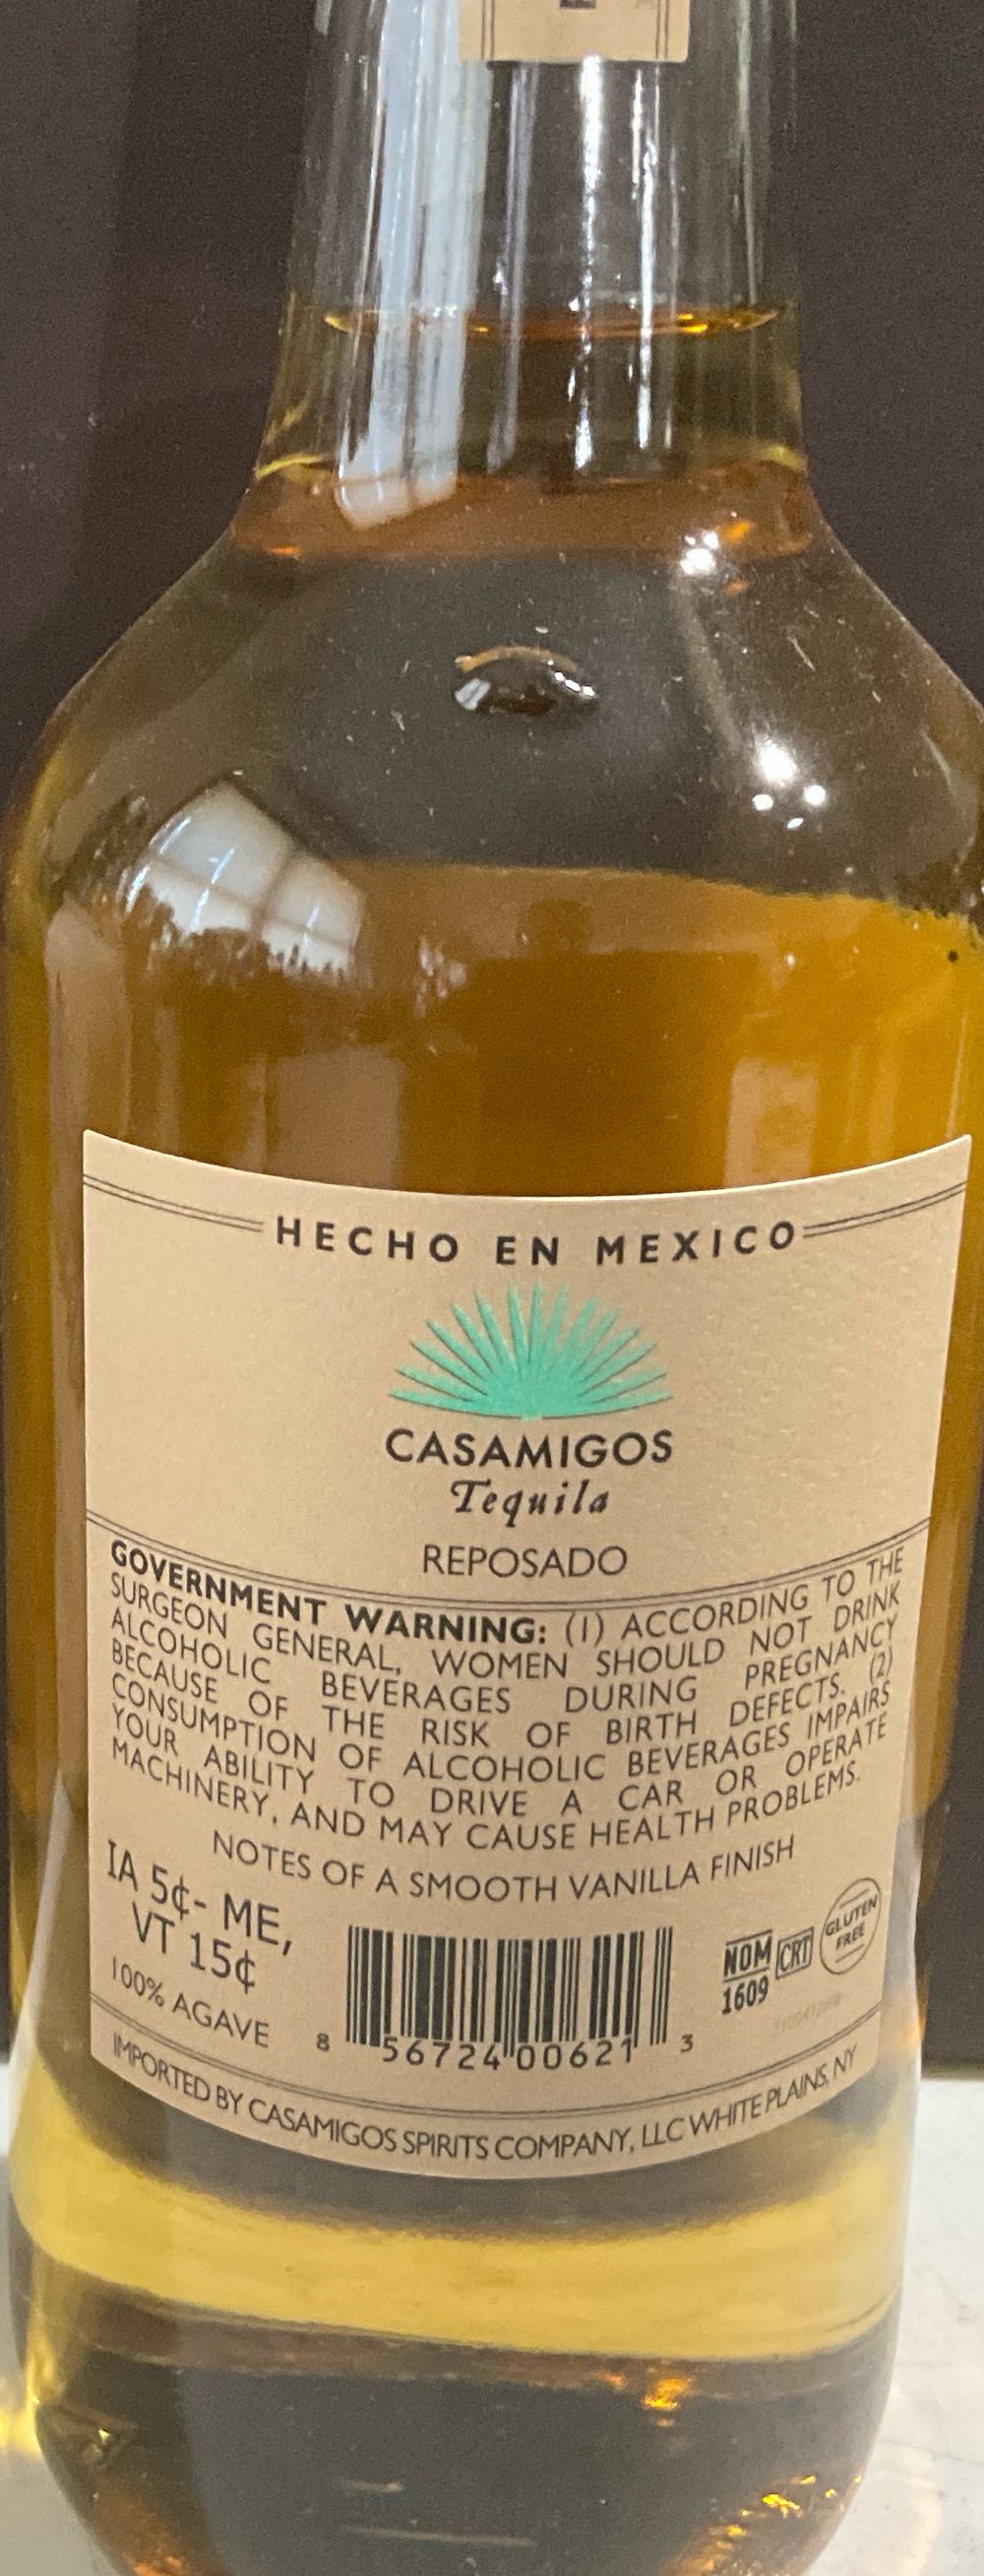 HECHO EN MEXICO
CASAMIGOS
Tequila
REPOSADO
GOVERNMENT WARNING: (1) ACCORDING TO THE
SURGEON GENERAL, WOMEN SHOULD NOT DRINK
ALCOHOLIC BEVERAGES DURING PREGNANCY
BECAUSE OF THE RISK OF BIRTH DEFECTS. (2)
CONSUMPTION OF ALCOHOLIC BEVERAGES IMPAIRS
YOUR ABILITY TO DRIVE A CAR OR OPERATE
MACHINERY, AND MAY CAUSE HEALTH PROBLEMS.
NOTES OF A SMOOTH VANILLA FINISH
IA 5¢- ME,
VT 15¢
100% AGAVE
8 56724 00621 3
NOM
1609
CRT
GLUTEN
FREE
IMPORTED BY CASAMIGOS SPIRITS COMPANY, LLC WHITE PLAINS, NY